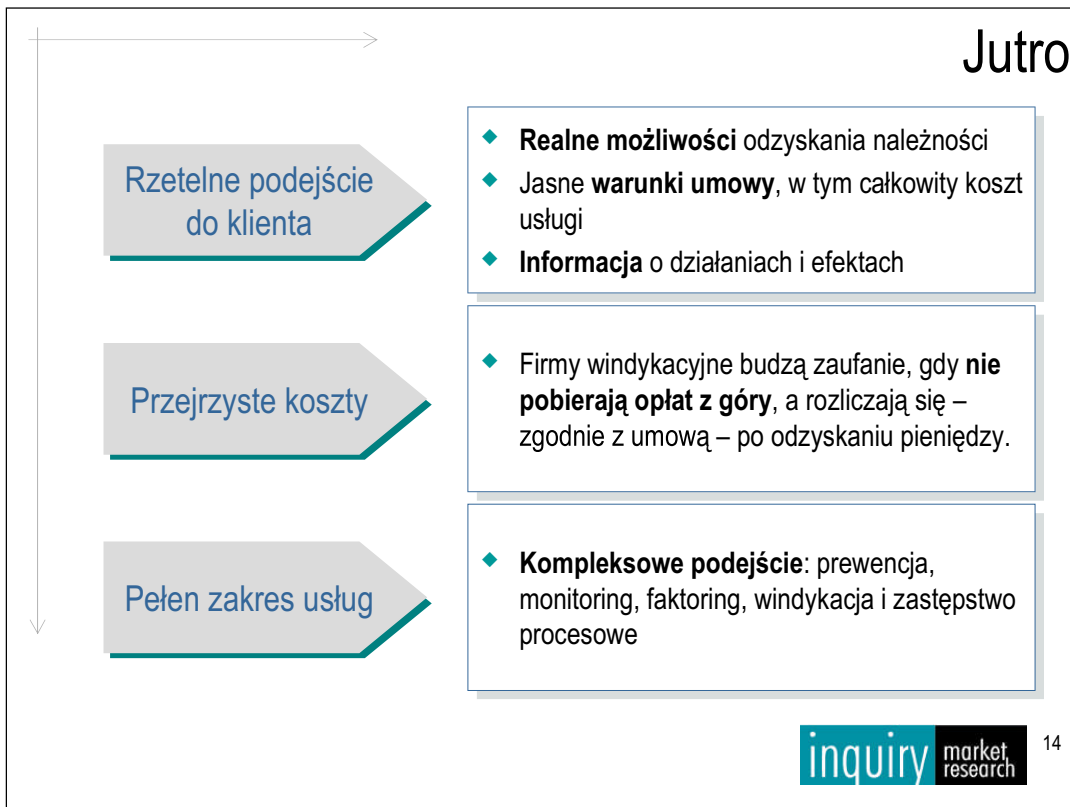 Jutro
Rzetelne podejście
do klienta
Realne możliwości odzyskania należności
Jasne warunki umowy, w tym całkowity koszt
usługi
Informacja o działaniach i efektach
Przejrzyste koszty
Firmy windykacyjne budzą zaufanie, gdy nie
pobierają opłat z góry, a rozliczają się –
zgodnie z umową – po odzyskaniu pieniędzy.
Pełen zakres usług
Kompleksowe podejście: prewencja,
monitoring, faktoring, windykacja i zastępstwo
procesowe
inquiry market
research
14